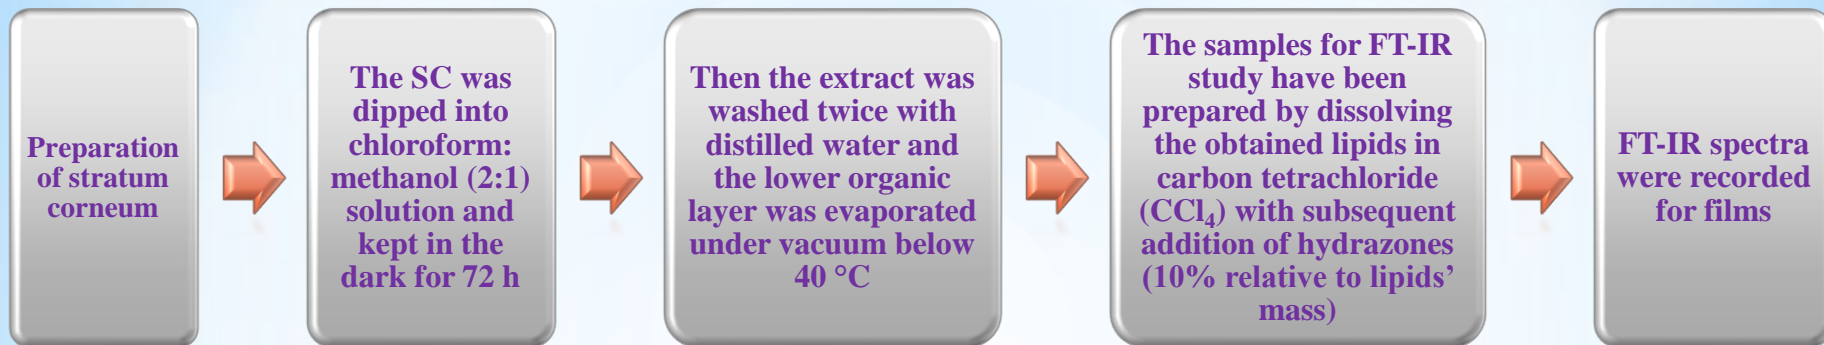 Preparation
of stratum
corneum
The SC was
dipped into
chloroform:
methanol (2:1)
solution and
kept in the
dark for 72 h
Then the extract was
washed twice with
distilled water and
the lower organic
layer was evaporated
under vacuum below
40 °C
The samples for FT-IR
study have been
prepared by dissolving
the obtained lipids in
carbon tetrachloride
(CCl₄) with subsequent
addition of hydrazones
(10% relative to lipids’
mass)
FT-IR spectra
were recorded
for films